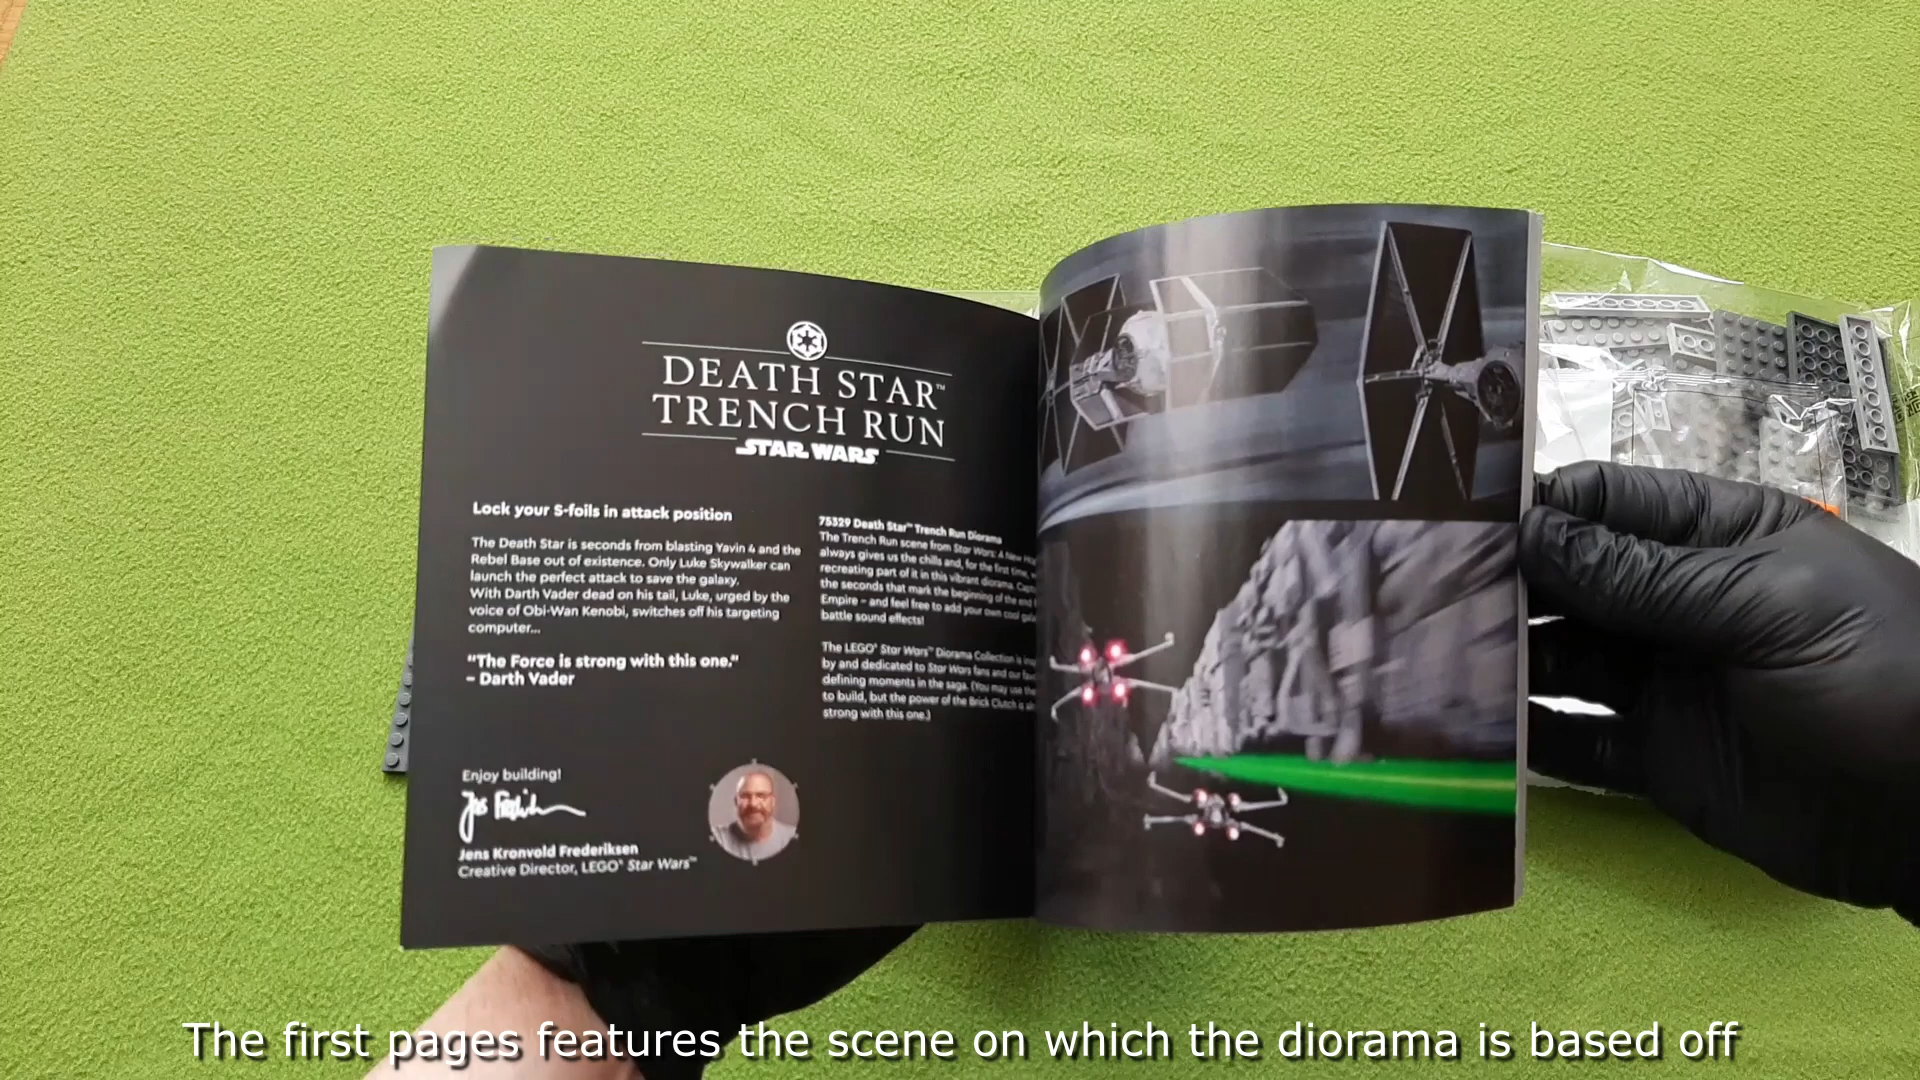 DEATH STAR™
TRENCH RUN
STAR WARS
Lock your S-foils in attack position
The Death Star is seconds from blasting Yavin 4 and the
Rebel Base out of existence. Only Luke Skywalker can
launch the perfect attack to save the galaxy.
With Darth Vader dead on his tail, Luke, urged by the
voice of Obi-Wan Kenobi, switches off his targeting
computer...
"The Force is strong with this one."
– Darth Vader
Enjoy building!
Jens Kronvold Frederiksen
Creative Director, LEGO® Star Wars™
75329 Death Star™ Trench Run Diorama
The Trench Run scene from Star Wars: A New
always gives us the chills and, for the first time,
recreating part of it in this vibrant diorama.
the seconds that mark the beginning of the end
Empire – and feel free to add your own cool
battle sound effects!
The LEGO® Star Wars™ Diorama Collection is
by and dedicated to Star Wars fans and our
defining moments in the saga. (You may use the
to build, but the power of the Brick Clutch is
strong with this one.)
The first pages features the scene on which the diorama is based off